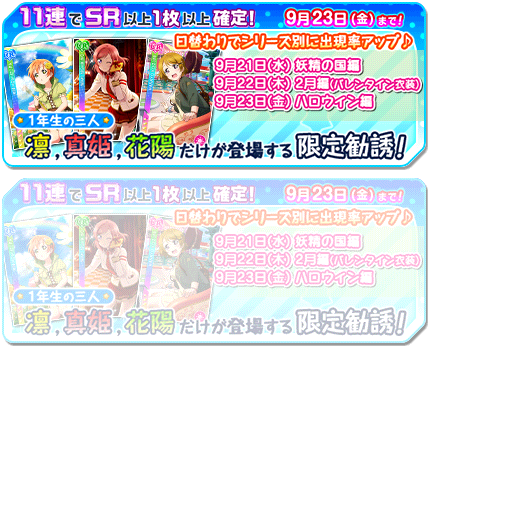 11連でSR以上1枚以上確定! 9月23日(金)まで!
日替わりでシリーズ別に出現率アップ♪
9月21日(水) 妖精の国編
9月22日(木) 2月編(バレンタイン衣装)
9月23日(金) ハロウィン編
1年生の三人
凛,真姫,花陽だけが登場する限定勧誘!
11連でSR以上1枚以上確定! 9月23日(金)まで!
日替わりでシリーズ別に出現率アップ♪
9月21日(水) 妖精の国編
9月22日(木) 2月編(バレンタイン衣装)
9月23日(金) ハロウィン編
1年生の三人
凛,真姫,花陽だけが登場する限定勧誘!